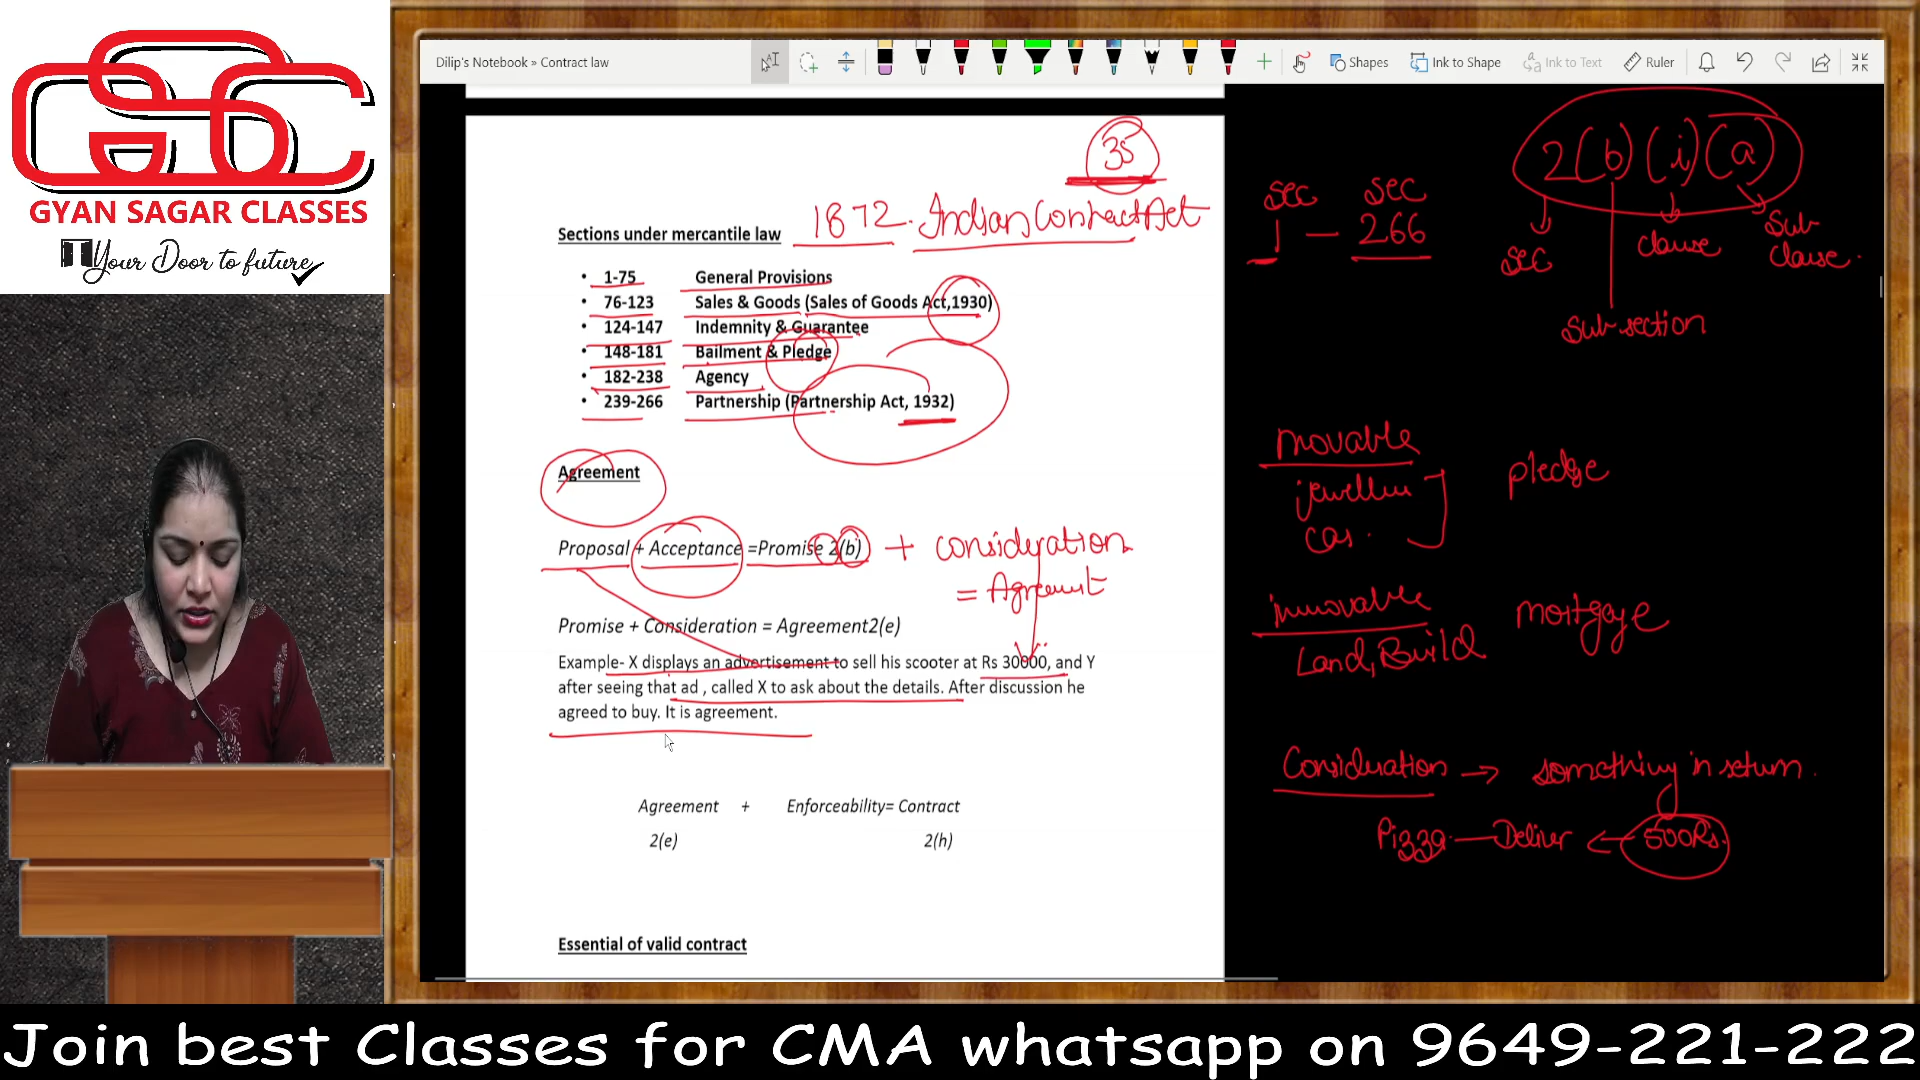 GSC
GYAN SAGAR CLASSES
Your Door to future
Dilip's Notebook » Contract law
Shapes
Ink to Shape
Ink to Text
Ruler
35
1872. Indian Contract Act
Sections under mercantile law
• 1-75 General Provisions
• 76-123 Sales & Goods (Sales of Goods Act,1930)
• 124-147 Indemnity & Guarantee
• 148-181 Bailment & Pledge
• 182-238 Agency
• 239-266 Partnership (Partnership Act, 1932)
Agreement
Proposal + Acceptance =Promise 2(b) + consideration
= Agreemnt
Promise + Consideration = Agreement2(e)
Example- X displays an advertisement to sell his scooter at Rs 30000, and Y
after seeing that ad , called X to ask about the details. After discussion he
agreed to buy. It is agreement.
Agreement + Enforceability= Contract
2(e) 2(h)
Essential of valid contract
Sec Sec
1 — 266
2(b)(i)(a)
Sec
clause
Sub
Clause.
Sub-section
movable
car
pledge
immovable
Land, Build
mortgage
Consideration → something in return.
Pizza — Deliver ← 500Rs.
Join best Classes for CMA whatsapp on 9649-221-222